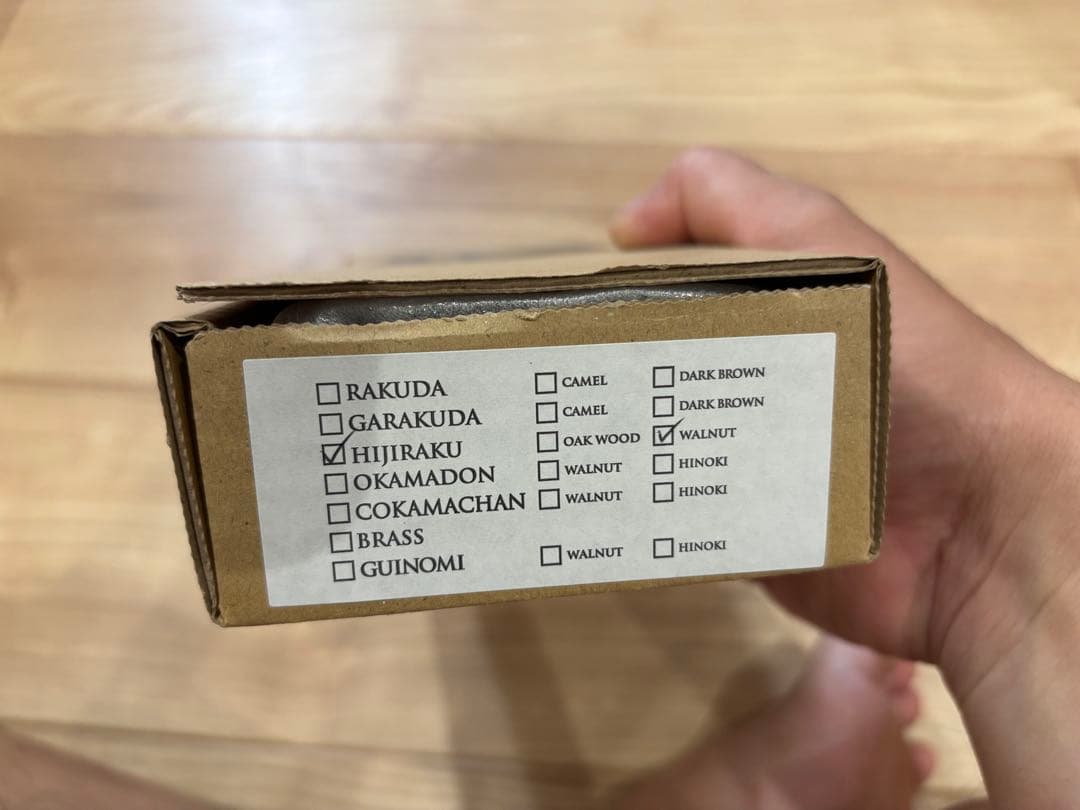 ☐ RAKUDA ☐ CAMEL ☐ DARK BROWN
☐ GARAKUDA ☐ CAMEL ☐ DARK BROWN
☑ HIJIRAKU ☐ OAK WOOD ☑ WALNUT
☐ OKAMADON ☐ WALNUT ☐ HINOKI
☐ COKAMACHAN ☐ WALNUT ☐ HINOKI
☐ BRASS
☐ GUINOMI ☐ WALNUT ☐ HINOKI